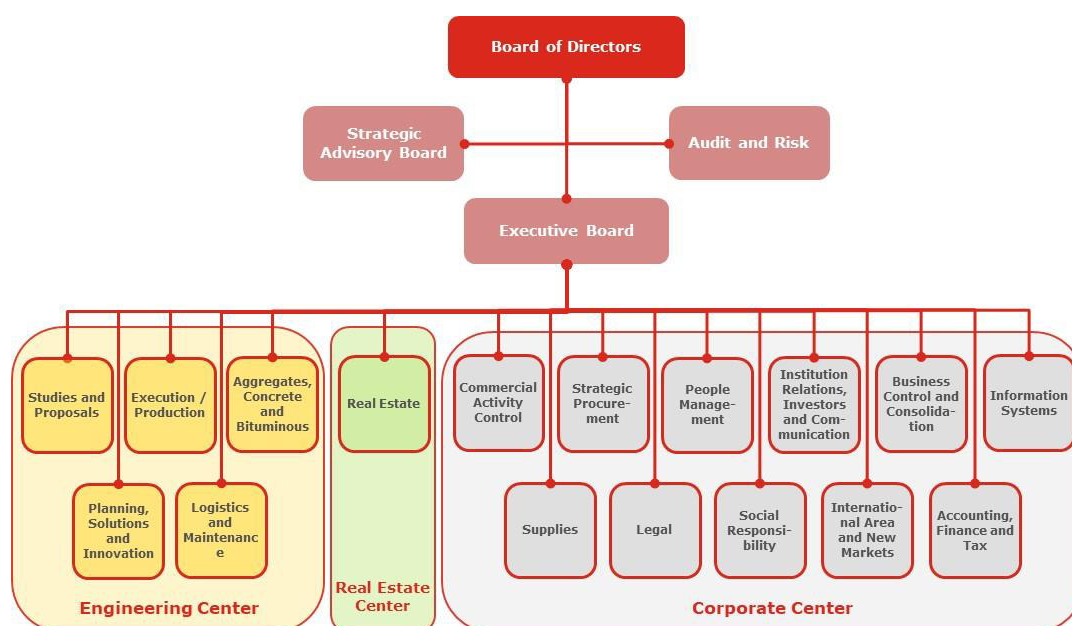 Board of Directors
Strategic
Advisory Board
Audit and Risk
Executive Board
Studies and
Proposals
Execution /
Production
Aggregates,
Concrete
and
Bituminous
Real Estate
Commercial
Activity
Control
Strategic
Procure-
ment
People
Manage-
ment
Institution
Relations,
Investors
and Com-
munication
Business
Control and
Consolida-
tion
Information
Systems
Planning,
Solutions
and
Innovation
Logistics
and
Maintenanc
e
Supplies
Legal
Social
Responsi-
bility
Internatio-
nal Area
and New
Markets
Accounting,
Finance and
Tax
Engineering Center
Real Estate
Center
Corporate Center